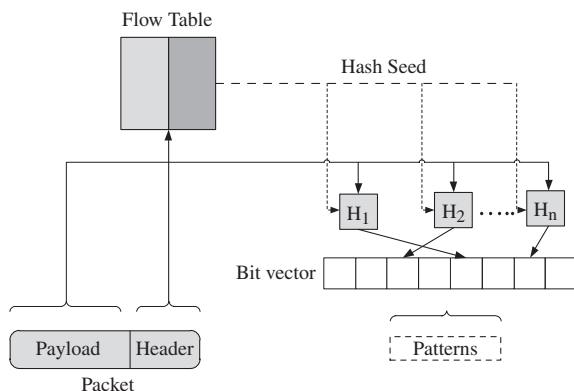 Flow Table
Hash Seed
H1
H2
.....
Hn
Bit vector
Payload
Header
Patterns
Packet